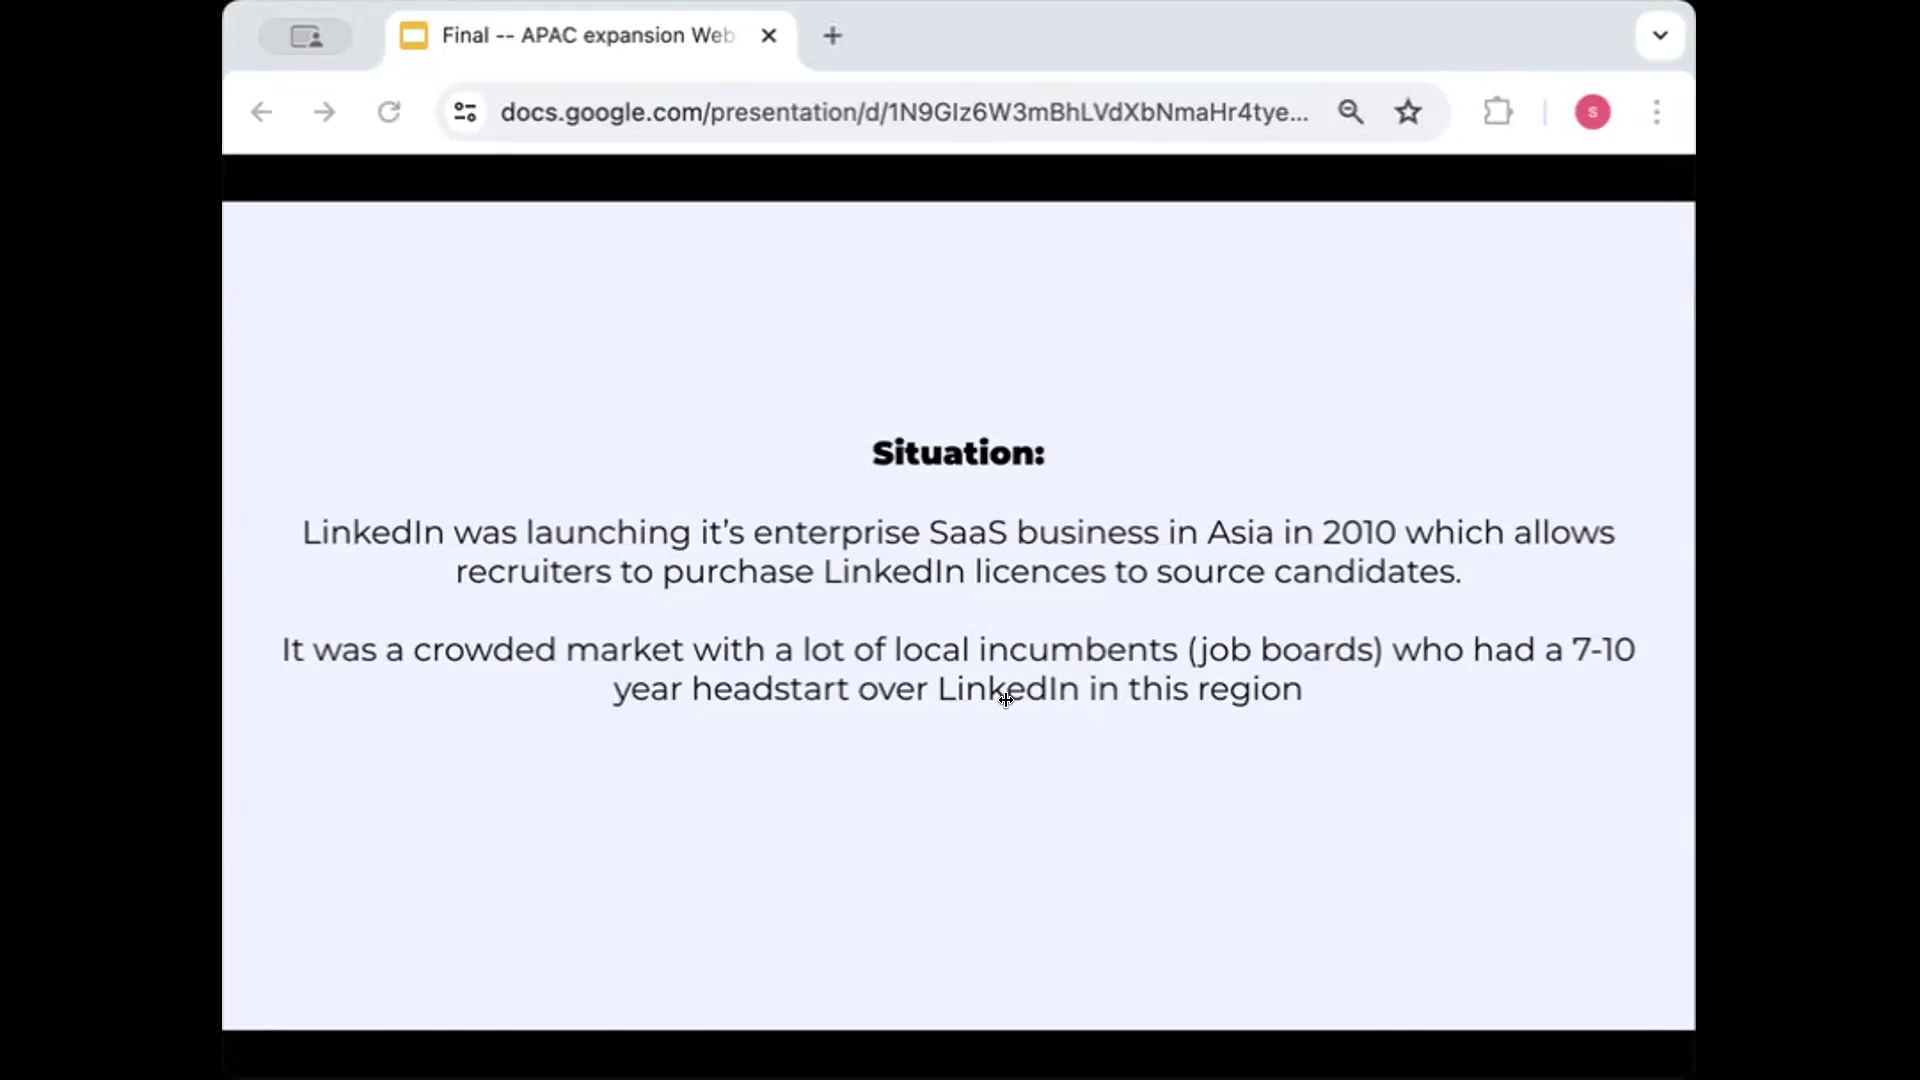 Final -- APAC expansion Web
docs.google.com/presentation/d/1N9GIz6W3mBhLVdXbNmaHr4tye...
S
Situation:
LinkedIn was launching it’s enterprise SaaS business in Asia in 2010 which allows
recruiters to purchase LinkedIn licences to source candidates.
It was a crowded market with a lot of local incumbents (job boards) who had a 7-10
year headstart over LinkedIn in this region